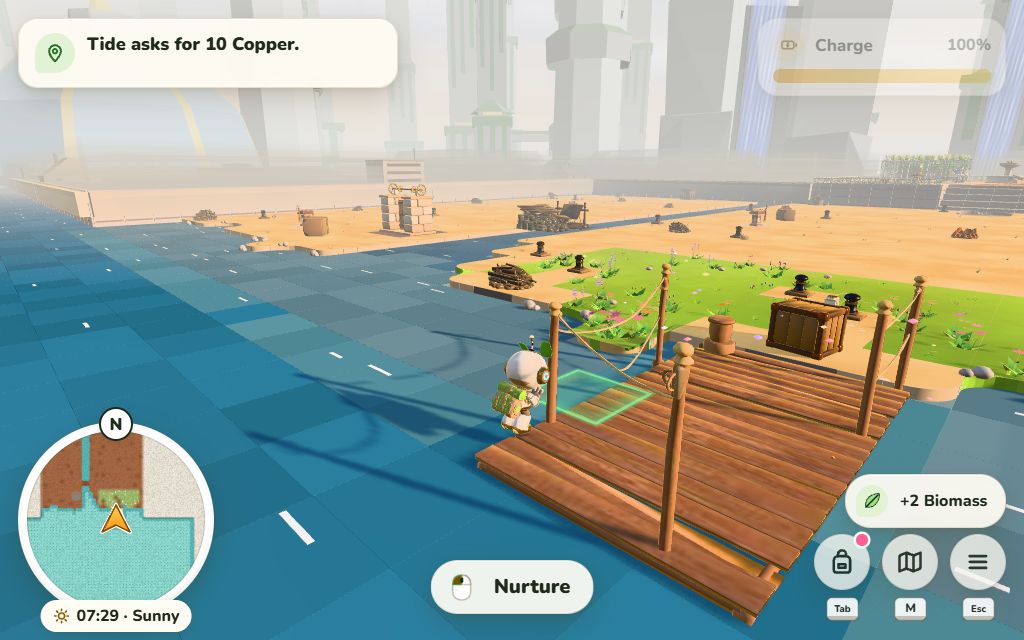 Tide asks for 10 Copper.
Charge 100%
N
+2 Biomass
Nurture
07:29 · Sunny
Tab
M
Esc